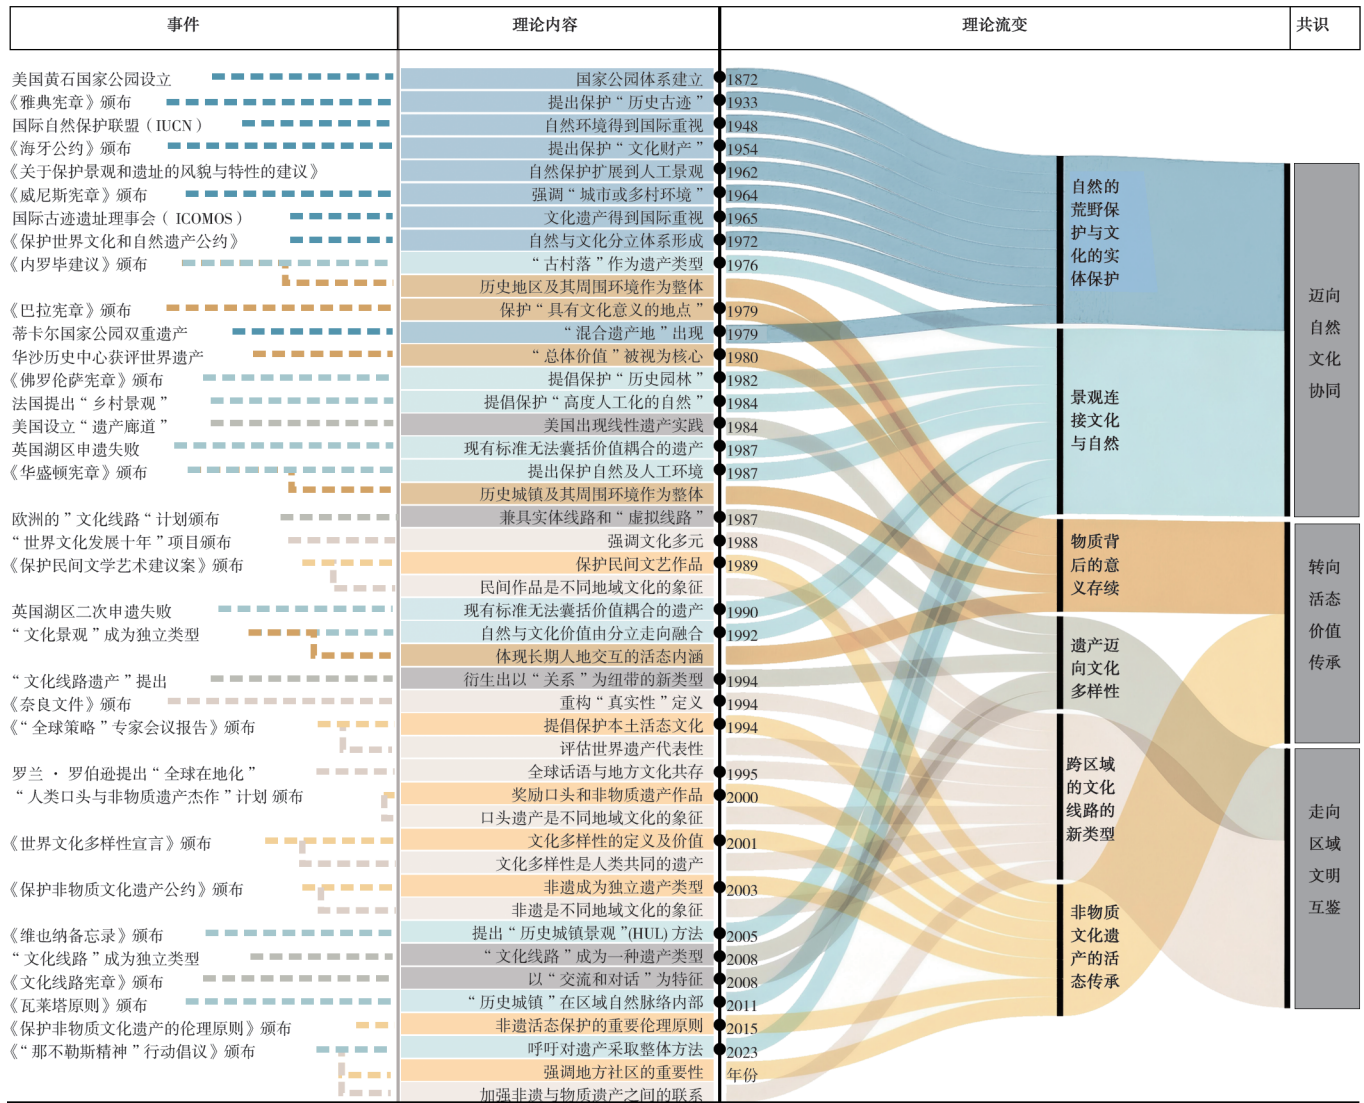 事件 理论内容 理论流变 共识
美国黄石国家公园设立 国家公园体系建立 1872
《雅典宪章》颁布 提出保护“历史古迹” 1933
国际自然保护联盟（IUCN） 自然环境得到国际重视 1948
《海牙公约》颁布 提出保护“文化财产” 1954
《关于保护景观和遗址的风貌与特性的建议》 自然保护扩展到人工景观 1962
《威尼斯宪章》颁布 强调“城市或乡村环境” 1964
国际古迹遗址理事会（ ICOMOS） 文化遗产得到国际重视 1965
《保护世界文化和自然遗产公约》 自然与文化分立体系形成 1972
《内罗毕建议》颁布 “古村落”作为遗产类型 1976
历史地区及其周围环境作为整体
《巴拉宪章》颁布 保护“具有文化意义的地点” 1979
蒂卡尔国家公园双重遗产 “混合遗产地”出现 1979
华沙历史中心获评世界遗产 “总体价值”被视为核心 1980
《佛罗伦萨宪章》颁布 提倡保护“历史园林” 1982
法国提出“乡村景观” 提倡保护“高度人工化的自然” 1984
美国设立“遗产廊道” 美国出现线性遗产实践 1984
英国湖区申遗失败 现有标准无法囊括价值耦合的遗产 1987
《华盛顿宪章》颁布 提出保护自然及人工环境 1987
历史城镇及其周围环境作为整体
欧洲的”文化线路“计划颁布 兼具实体线路和“虚拟线路” 1987
“世界文化发展十年”项目颁布 强调文化多元 1988
《保护民间文学艺术建议案》颁布 保护民间文艺作品 1989
民间作品是不同地域文化的象征
英国湖区二次申遗失败 现有标准无法囊括价值耦合的遗产 1990
“文化景观”成为独立类型 自然与文化价值由分立走向融合 1992
体现长期人地交互的活态内涵
“文化线路遗产”提出 衍生出以“关系”为纽带的新类型 1994
《奈良文件》颁布 重构“真实性”定义 1994
《“全球策略”专家会议报告》颁布 提倡保护本土活态文化 1994
评估世界遗产代表性
罗兰 · 罗伯逊提出“全球在地化” 全球话语与地方文化共存 1995
“人类口头与非物质遗产杰作”计划 颁布 奖励口头和非物质遗产作品 2000
口头遗产是不同地域文化的象征
《世界文化多样性宣言》颁布 文化多样性的定义及价值 2001
文化多样性是人类共同的遗产
《保护非物质文化遗产公约》颁布 非遗成为独立遗产类型 2003
非遗是不同地域文化的象征
《维也纳备忘录》颁布 提出“历史城镇景观”(HUL) 方法 2005
“文化线路”成为独立类型 “文化线路”成为一种遗产类型 2008
《文化线路宪章》颁布 以“交流和对话”为特征 2008
《瓦莱塔原则》颁布 “历史城镇”在区域自然脉络内部 2011
《保护非物质文化遗产的伦理原则》颁布 非遗活态保护的重要伦理原则 2015
《“那不勒斯精神”行动倡议》颁布 呼吁对遗产采取整体方法 2023
强调地方社区的重要性 年份
加强非遗与物质遗产之间的联系
自然的
荒野保
护与文
化的实
体保护
景观连
接文化
与自然
物质背
后的意
义存续
遗产迈
向文化
多样性
跨区域
的文化
线路的
新类型
非物质
文化遗
产的活
态传承
迈向
自然
文化
协同
转向
活态
价值
传承
走向
区域
文明
互鉴